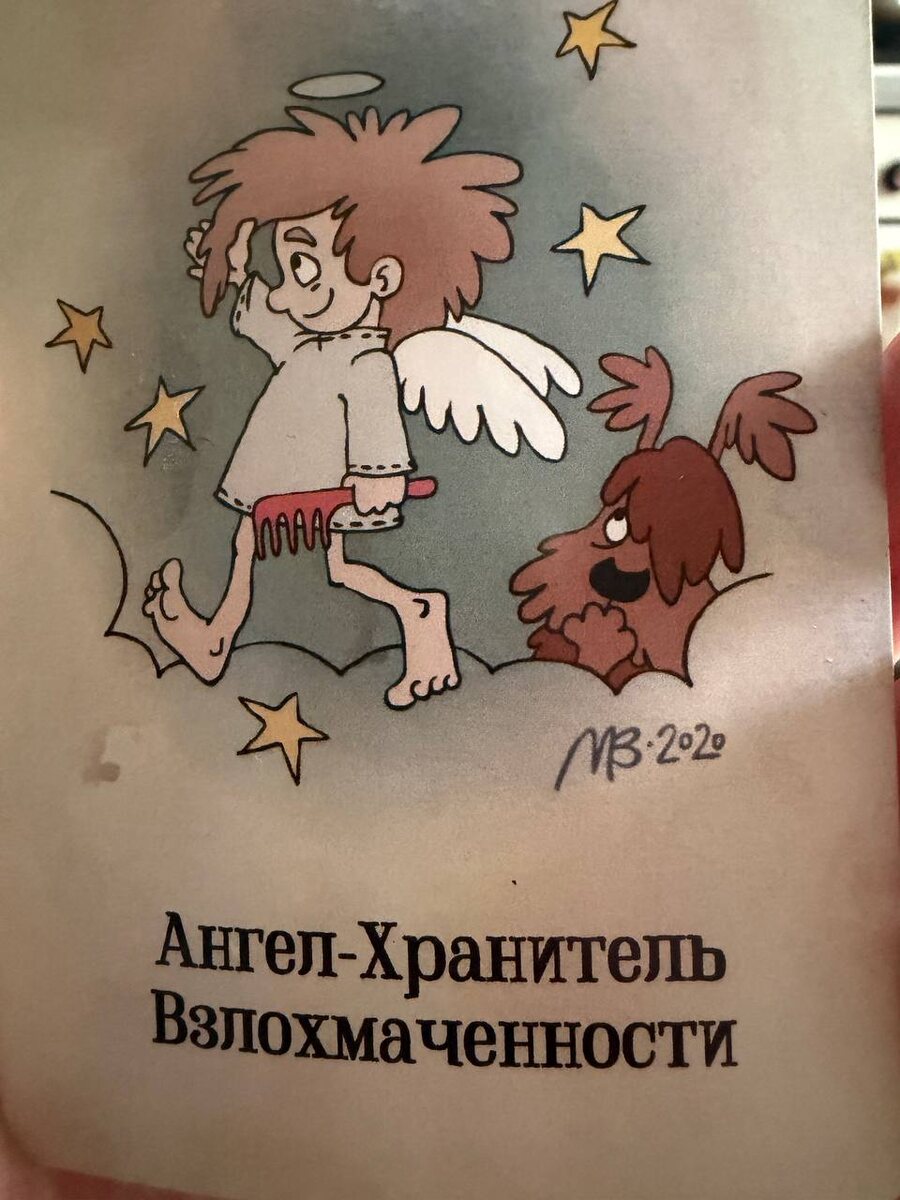 МВ·2020
Ангел-Хранитель
Взлохмаченности